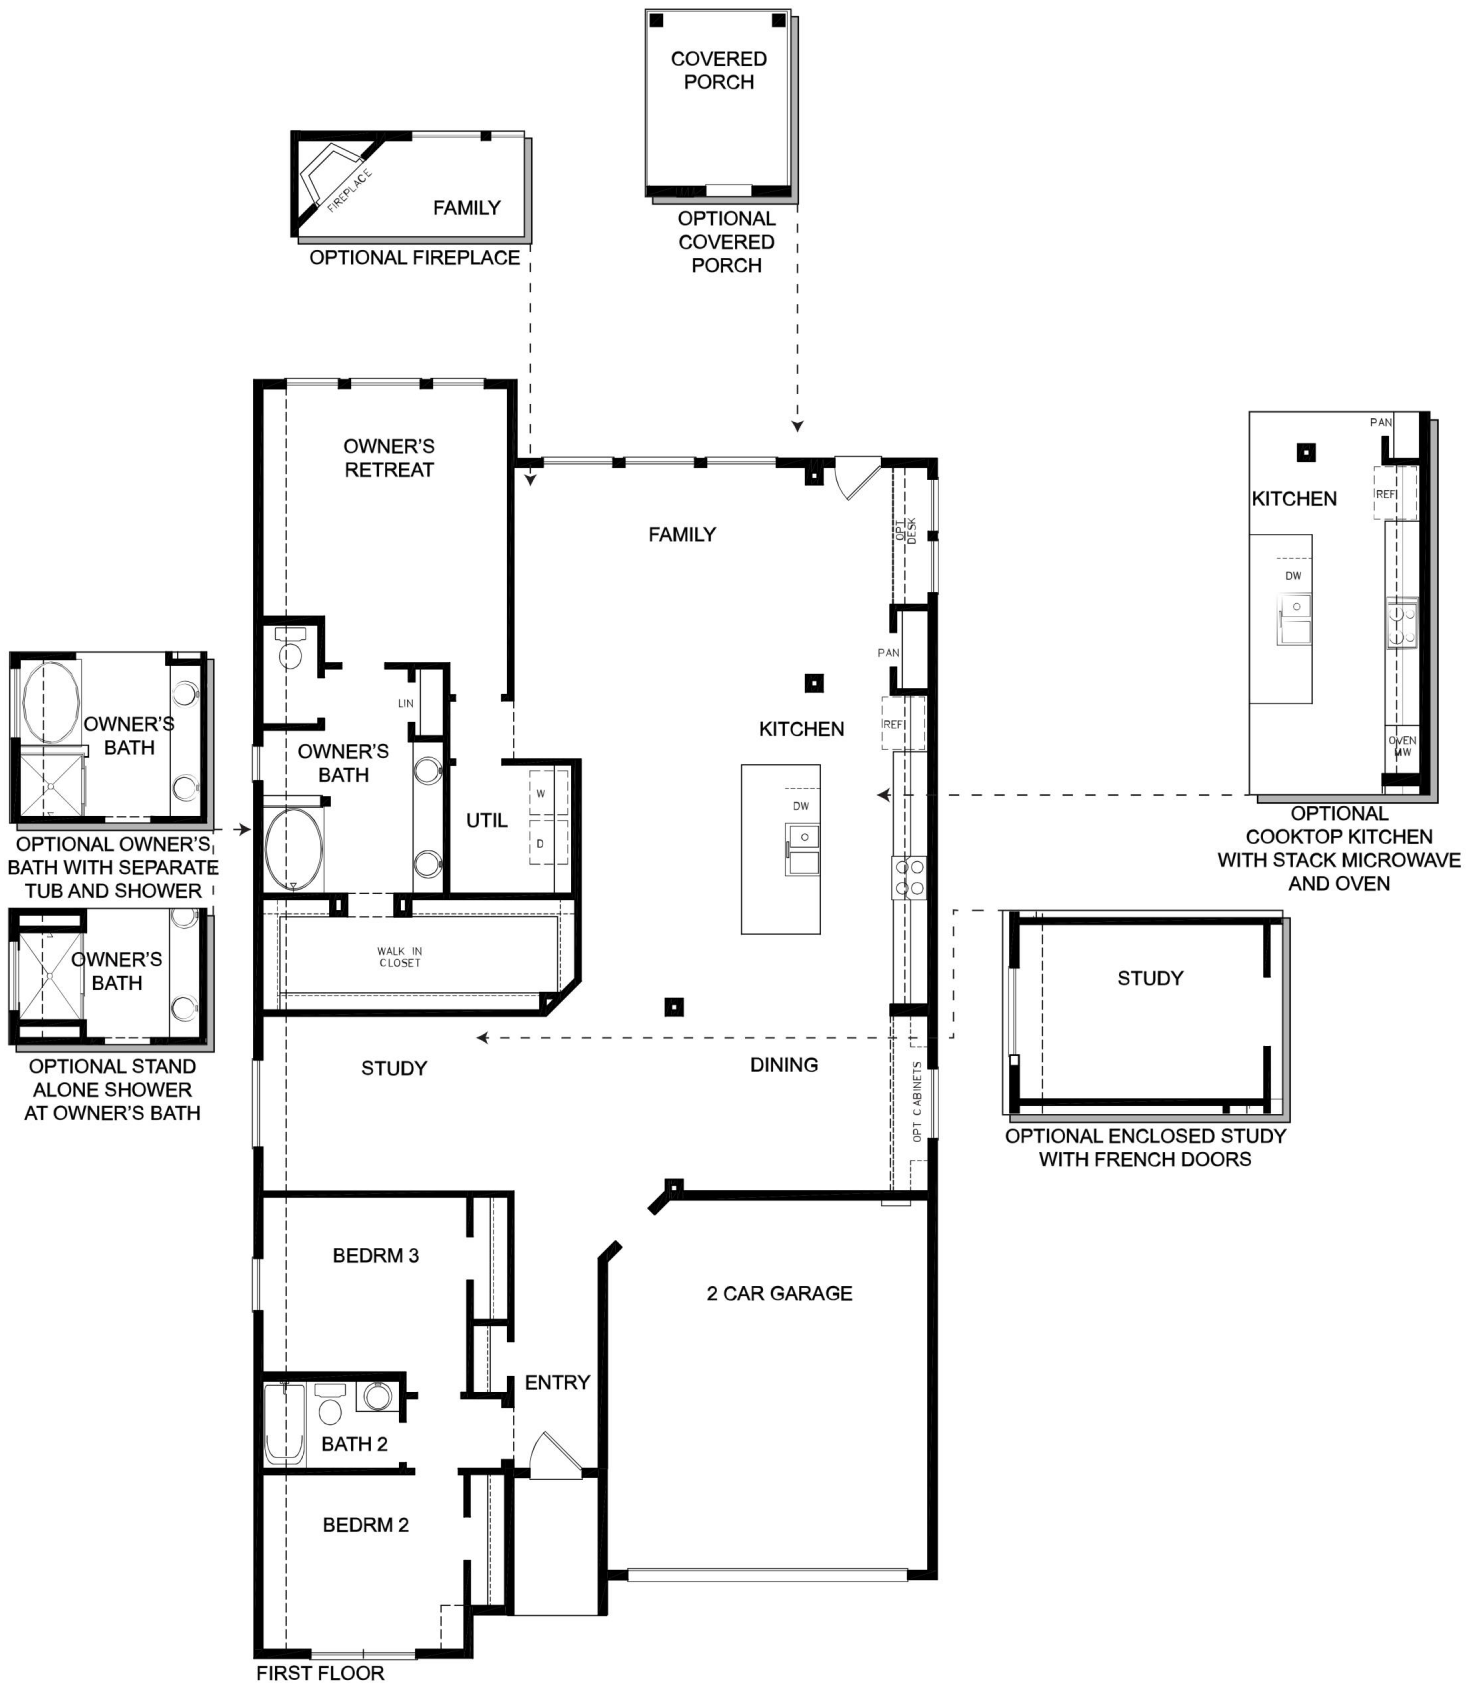 COVERED
PORCH
OPTIONAL
COVERED
PORCH
FIREPLACE
FAMILY
OPTIONAL FIREPLACE
OWNER'S
RETREAT
FAMILY
OPT
DESK
PAN
LIN
KITCHEN
REF
OWNER'S
BATH
DW
W
D
UTIL
WALK IN
CLOSET
STUDY
DINING
OPT CABINETS
BEDRM 3
2 CAR GARAGE
ENTRY
BATH 2
BEDRM 2
FIRST FLOOR
OWNER'S
BATH
OPTIONAL OWNER'S
BATH WITH SEPARATE
TUB AND SHOWER
OWNER'S
BATH
OPTIONAL STAND
ALONE SHOWER
AT OWNER'S BATH
PAN
KITCHEN
REF
DW
OVEN
MW
OPTIONAL
COOKTOP KITCHEN
WITH STACK MICROWAVE
AND OVEN
STUDY
OPTIONAL ENCLOSED STUDY
WITH FRENCH DOORS